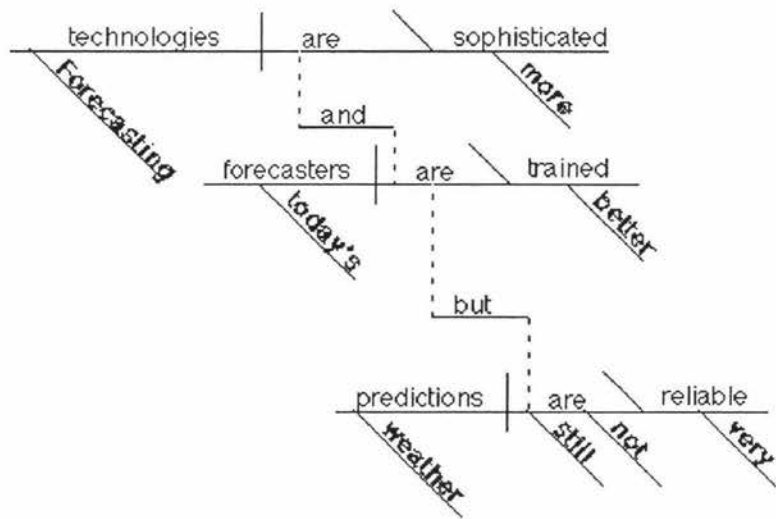 technologies are sophisticated
Forecasting more
and
forecasters are trained
today's better
but
predictions are reliable
weather still not very